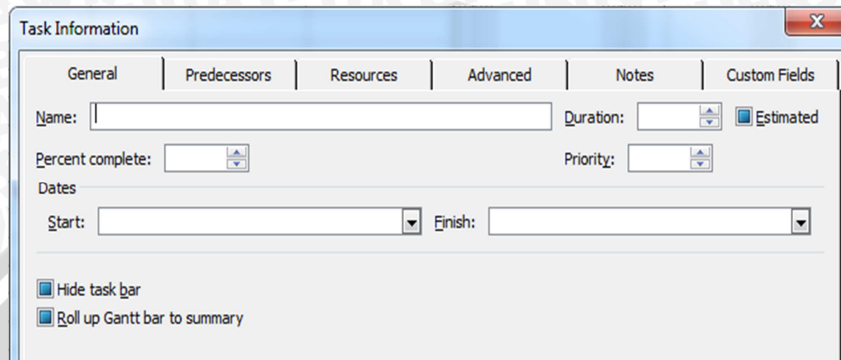 Task Information
General Predecessors Resources Advanced Notes Custom Fields
Name: Duration: Estimated
Percent complete: Priority:
Dates
Start: Finish:
Hide task bar
Roll up Gantt bar to summary